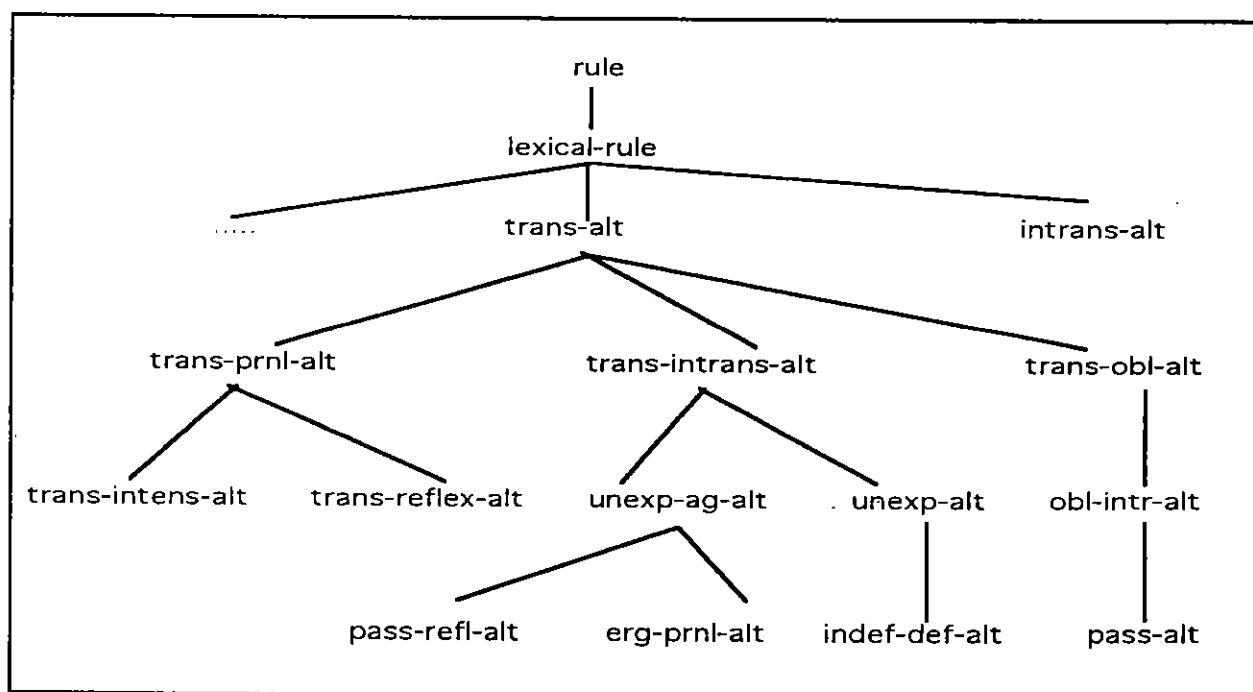 rule
lexical-rule
..... trans-alt intrans-alt
trans-prnl-alt trans-intrans-alt trans-obl-alt
trans-intens-alt trans-reflex-alt unexp-ag-alt unexp-alt obl-intr-alt
pass-refl-alt erg-prnl-alt indef-def-alt pass-alt